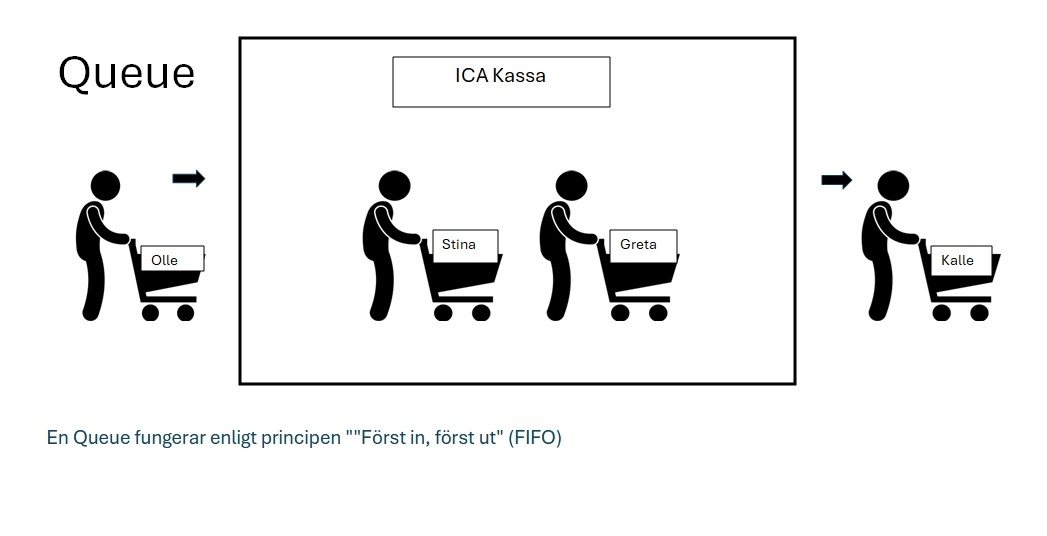 Queue
ICA Kassa
Olle
Stina
Greta
Kalle
En Queue fungerar enligt principen ""Först in, först ut" (FIFO)